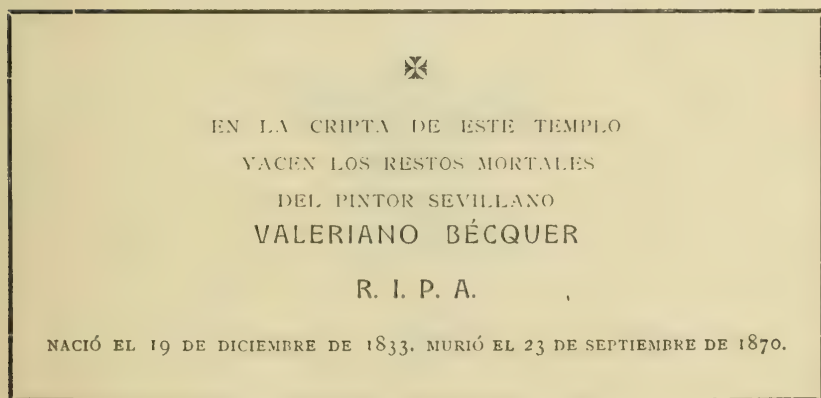 EN LA CRIPTA DE ESTE TEMPLO
YACEN LOS RESTOS MORTALES
DEL PINTOR SEVILLANO
VALERIANO BÉCQUER
R. I. P. A.
NACIÓ EL 19 DE DICIEMBRE DE 1833. MURIÓ EL 23 DE SEPTIEMBRE DE 1870.